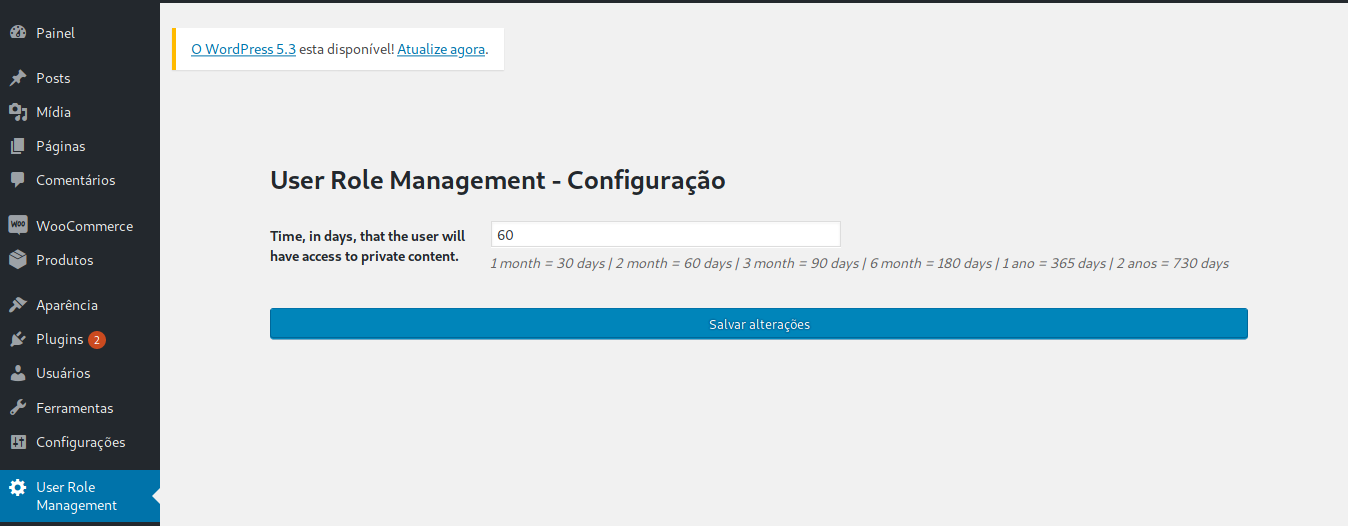 Painel
Posts
Mídia
Páginas
Comentários
WOO WooCommerce
Produtos
Aparência
Plugins 2
Usuários
Ferramentas
Configurações
User Role
Management
O WordPress 5.3 esta disponível! Atualize agora.
User Role Management - Configuração
Time, in days, that the user will
have access to private content.
60
1 month = 30 days | 2 month = 60 days | 3 month = 90 days | 6 month = 180 days | 1 ano = 365 days | 2 anos = 730 days
Salvar alterações